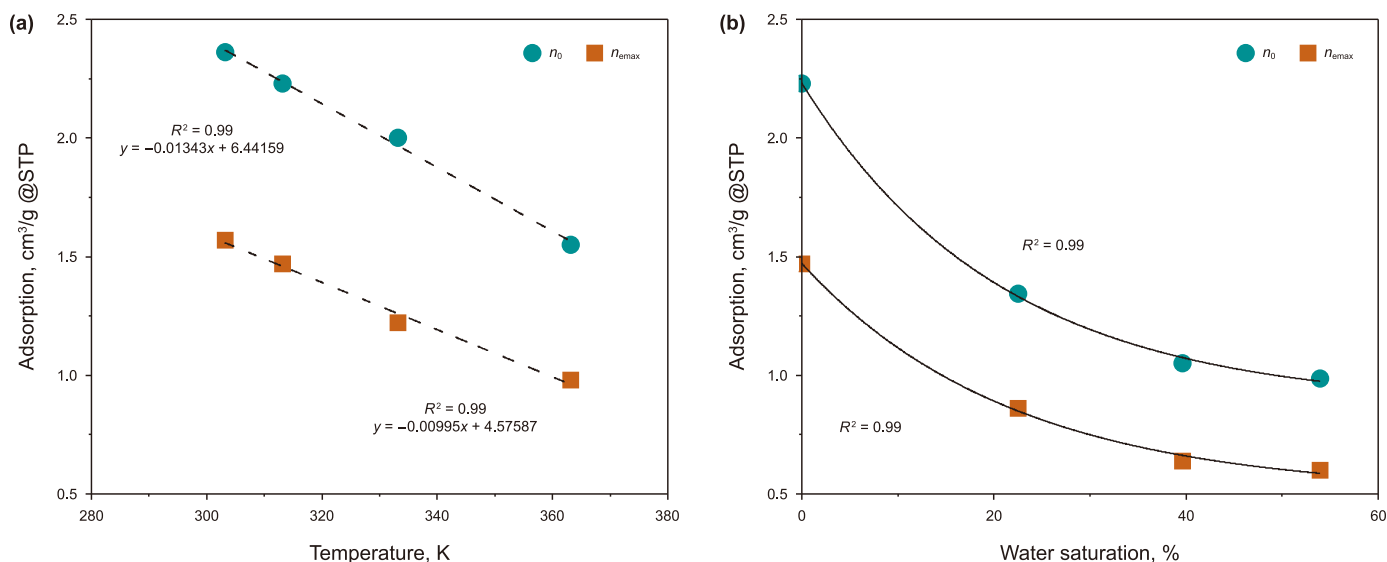 (a)
n₀ nₑₘₐₓ
R² = 0.99
y = −0.01343x + 6.44159
R² = 0.99
y = −0.00995x + 4.57587
2.5
2.0
1.5
1.0
0.5
280 300 320 340 360 380
Temperature, K
Adsorption, cm³/g @STP
(b)
n₀ nₑₘₐₓ
R² = 0.99
R² = 0.99
2.5
2.0
1.5
1.0
0.5
0 20 40 60
Water saturation, %
Adsorption, cm³/g @STP